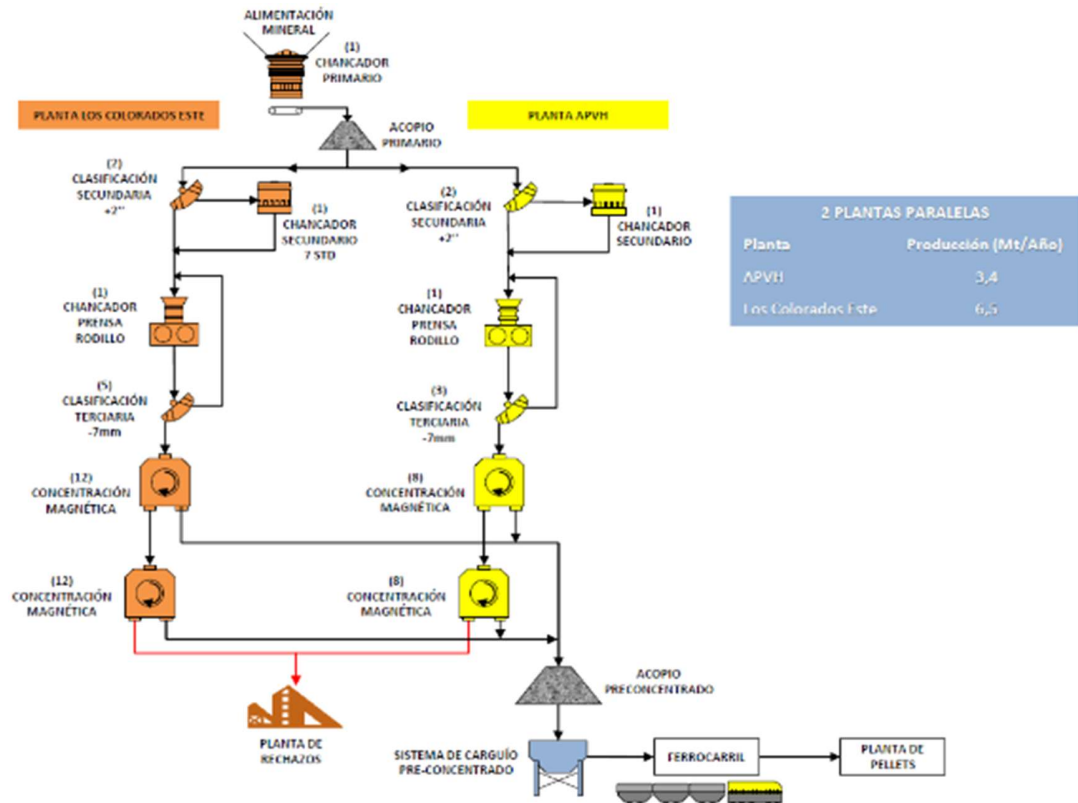 ALIMENTACIÓN
MINERAL
(1)
CHANCADOR
PRIMARIO
PLANTA LOS COLORADOS ESTE
PLANTA APVH
ACOPIO
PRIMARIO
(2)
CLASIFICACIÓN
SECUNDARIA
+2''
(1)
CHANCADOR
SECUNDARIO
7 STD
(2)
CLASIFICACIÓN
SECUNDARIA
+2''
(1)
CHANCADOR
SECUNDARIO
2 PLANTAS PARALELAS
Planta Producción (Mt/Año)
APVH 3,4
Los Colorados Este 6,5
(1)
CHANCADOR
PRENSA
RODILLO
(1)
CHANCADOR
PRENSA
RODILLO
(5)
CLASIFICACIÓN
TERCIARIA
-7mm
(3)
CLASIFICACIÓN
TERCIARIA
-7mm
(12)
CONCENTRACIÓN
MAGNÉTICA
(8)
CONCENTRACIÓN
MAGNÉTICA
(12)
CONCENTRACIÓN
MAGNÉTICA
(8)
CONCENTRACIÓN
MAGNÉTICA
ACOPIO
PRECONCENTRADO
PLANTA DE
RECHAZOS
SISTEMA DE CARGUÍO
PRE-CONCENTRADO
FERROCARRIL
PLANTA DE
PELLETS